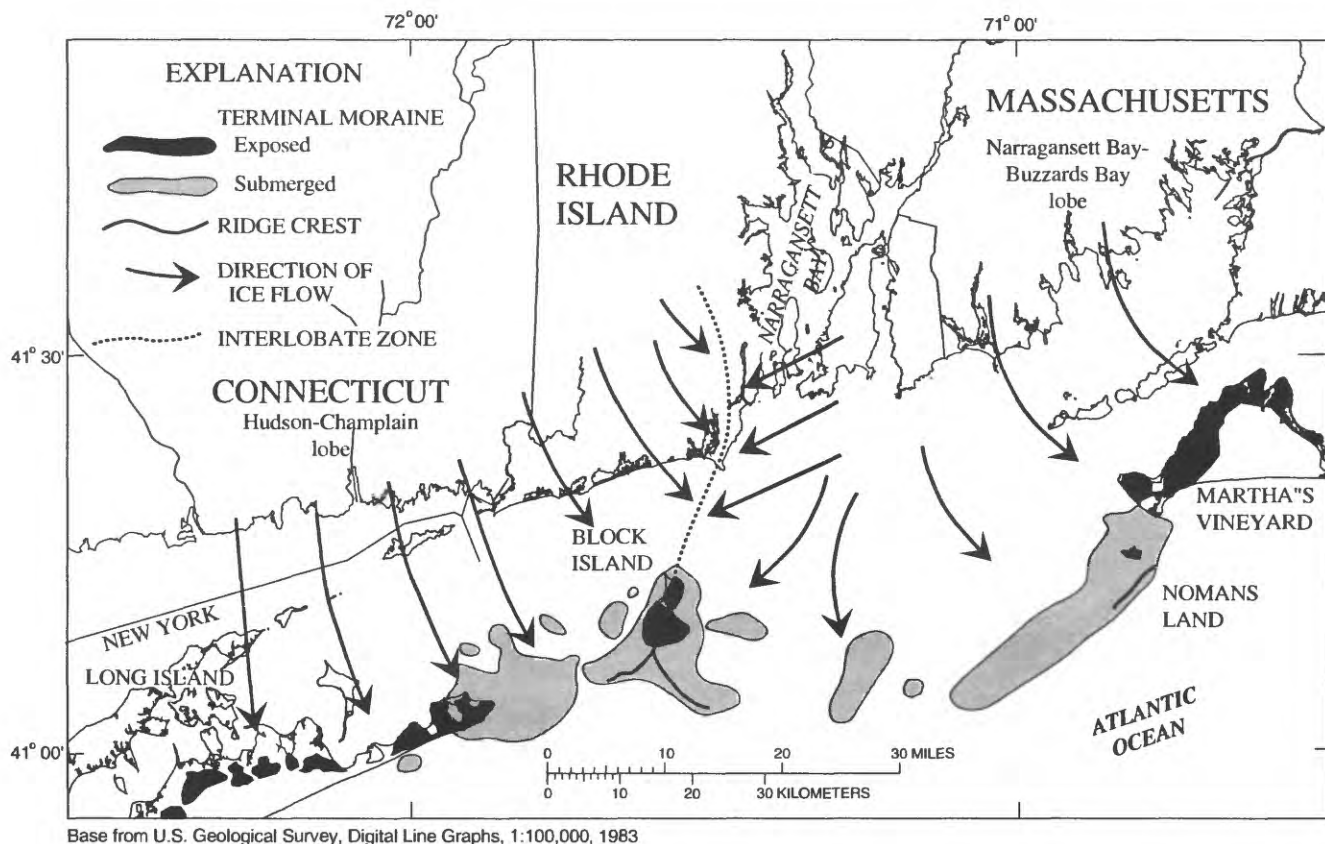 72° 00'
71° 00'
EXPLANATION
TERMINAL MORAINE
Exposed
Submerged
RIDGE CREST
DIRECTION OF
ICE FLOW
INTERLOBATE ZONE
MASSACHUSETTS
Narragansett Bay-
Buzzards Bay
lobe
RHODE
ISLAND
NARRAGANSETT
BAY
41° 30'
CONNECTICUT
Hudson-Champlain
lobe
BLOCK
ISLAND
MARTHA"S
VINEYARD
NOMANS
LAND
NEW YORK
LONG ISLAND
ATLANTIC
OCEAN
41° 00'
0 10 20 30 MILES
0 10 20 30 KILOMETERS
Base from U.S. Geological Survey, Digital Line Graphs, 1:100,000, 1983